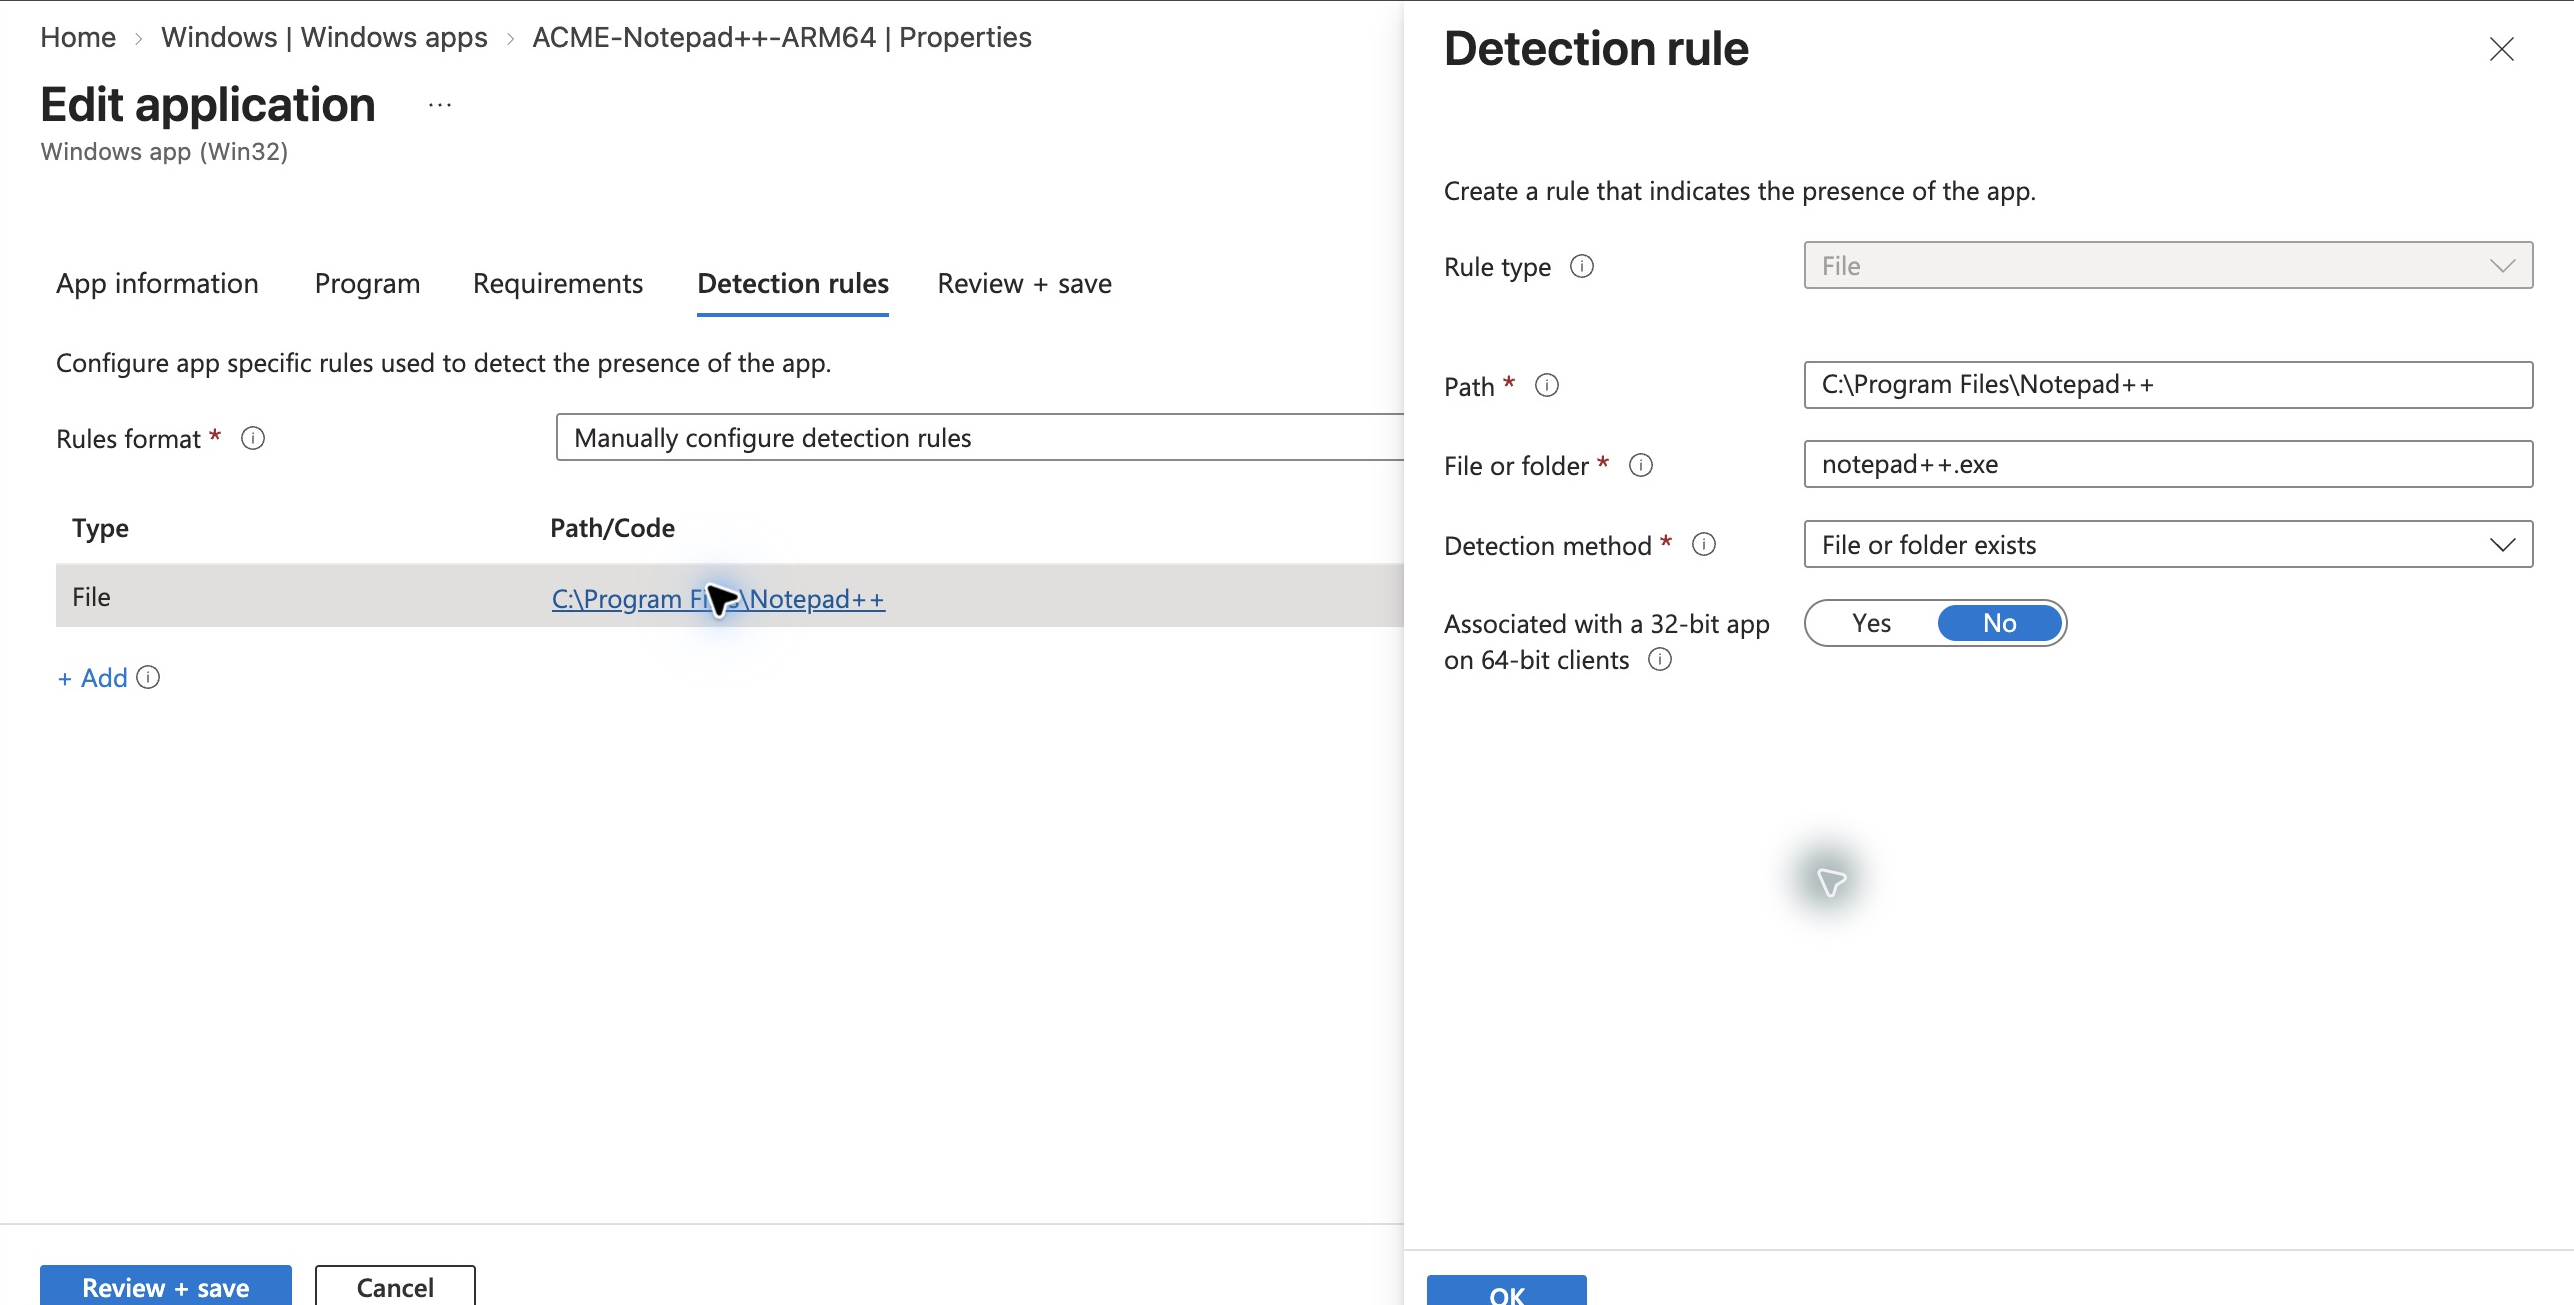 Home > Windows | Windows apps > ACME-Notepad++-ARM64 | Properties
Edit application ...
Windows app (Win32)
App information Program Requirements Detection rules Review + save
Configure app specific rules used to detect the presence of the app.
Rules format *
Manually configure detection rules
Type Path/Code
File C:\Program Files\Notepad++
+ Add
Review + save Cancel
Detection rule
Create a rule that indicates the presence of the app.
Rule type File
Path * C:\Program Files\Notepad++
File or folder * notepad++.exe
Detection method * File or folder exists
Associated with a 32-bit app Yes No
on 64-bit clients
OK